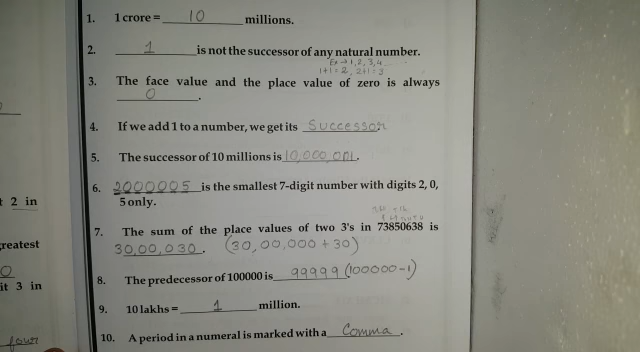 1. 1 crore = 10 millions.
2. 1 is not the successor of any natural number.
Ex → 1, 2, 3, 4
1+1=2, 2+1=3
3. The face value and the place value of zero is always
0.
4. If we add 1 to a number, we get its Successor
5. The successor of 10 millions is 10,000,001.
6. 2000005 is the smallest 7-digit number with digits 2, 0,
t 2 in
5 only.
7. The sum of the place values of two 3's in 73850638 is
reatest
30,00,030. (30,00,000 + 30)
0
8. The predecessor of 100000 is 99999 (100000-1)
it 3 in
9. 10 lakhs = 1 million.
10. A period in a numeral is marked with a Comma.
four